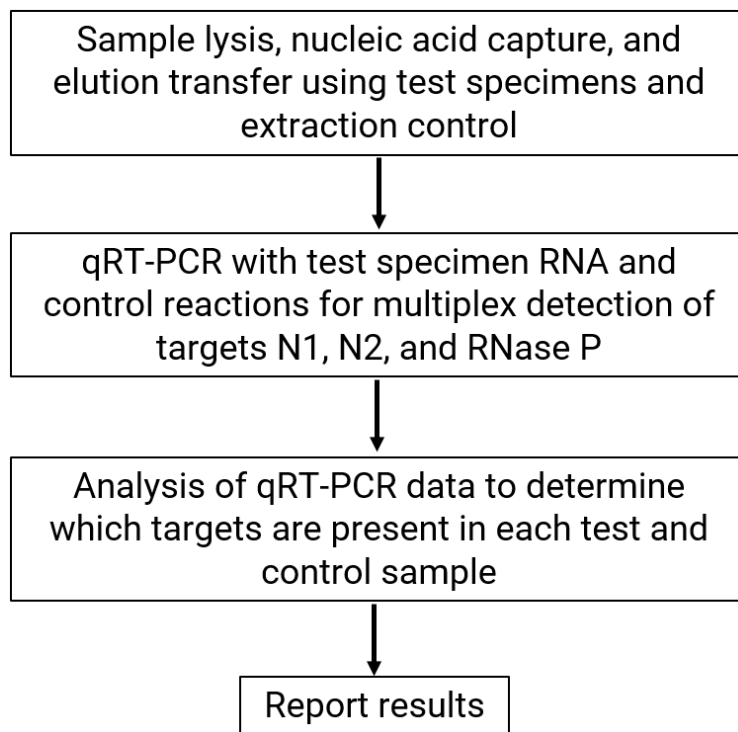 Sample lysis, nucleic acid capture, and
elution transfer using test specimens and
extraction control
qRT-PCR with test specimen RNA and
control reactions for multiplex detection of
targets N1, N2, and RNase P
Analysis of qRT-PCR data to determine
which targets are present in each test and
control sample
Report results